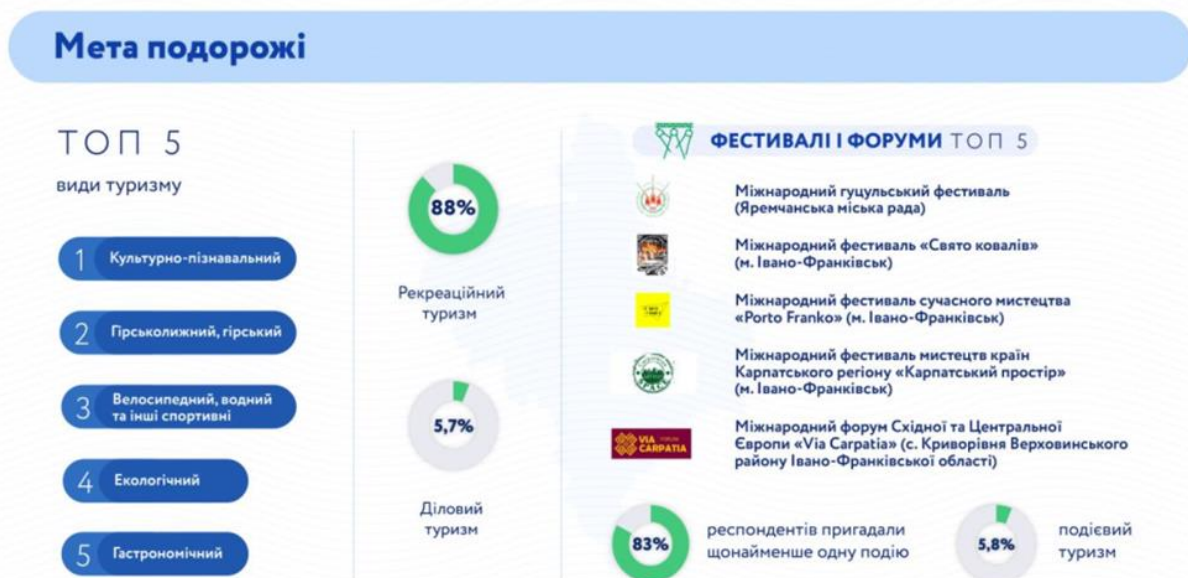 Мета подорожі
ТОП 5
види туризму
1 Культурно-пізнавальний
2 Гірськолижний, гірський
3 Велосипедний, водний
та інші спортивні
4 Екологічний
5 Гастрономічний
88%
Рекреаційний
туризм
5,7%
Діловий
туризм
ФЕСТИВАЛІ І ФОРУМИ ТОП 5
Міжнародний гуцульський фестиваль
(Яремчанська міська рада)
Міжнародний фестиваль «Свято ковалів»
(м. Івано-Франківськ)
Міжнародний фестиваль сучасного мистецтва
«Porto Franko» (м. Івано-Франківськ)
SPACE
Міжнародний фестиваль мистецтв країн
Карпатського регіону «Карпатський простір»
(м. Івано-Франківськ)
VIA FORUM
CARPATIA
Міжнародний форум Східної та Центральної
Європи «Via Carpatia» (с. Криворівня Верховинського
району Івано-Франківської області)
83%
респондентів пригадали
щонайменше одну подію
5,8%
подієвий
туризм